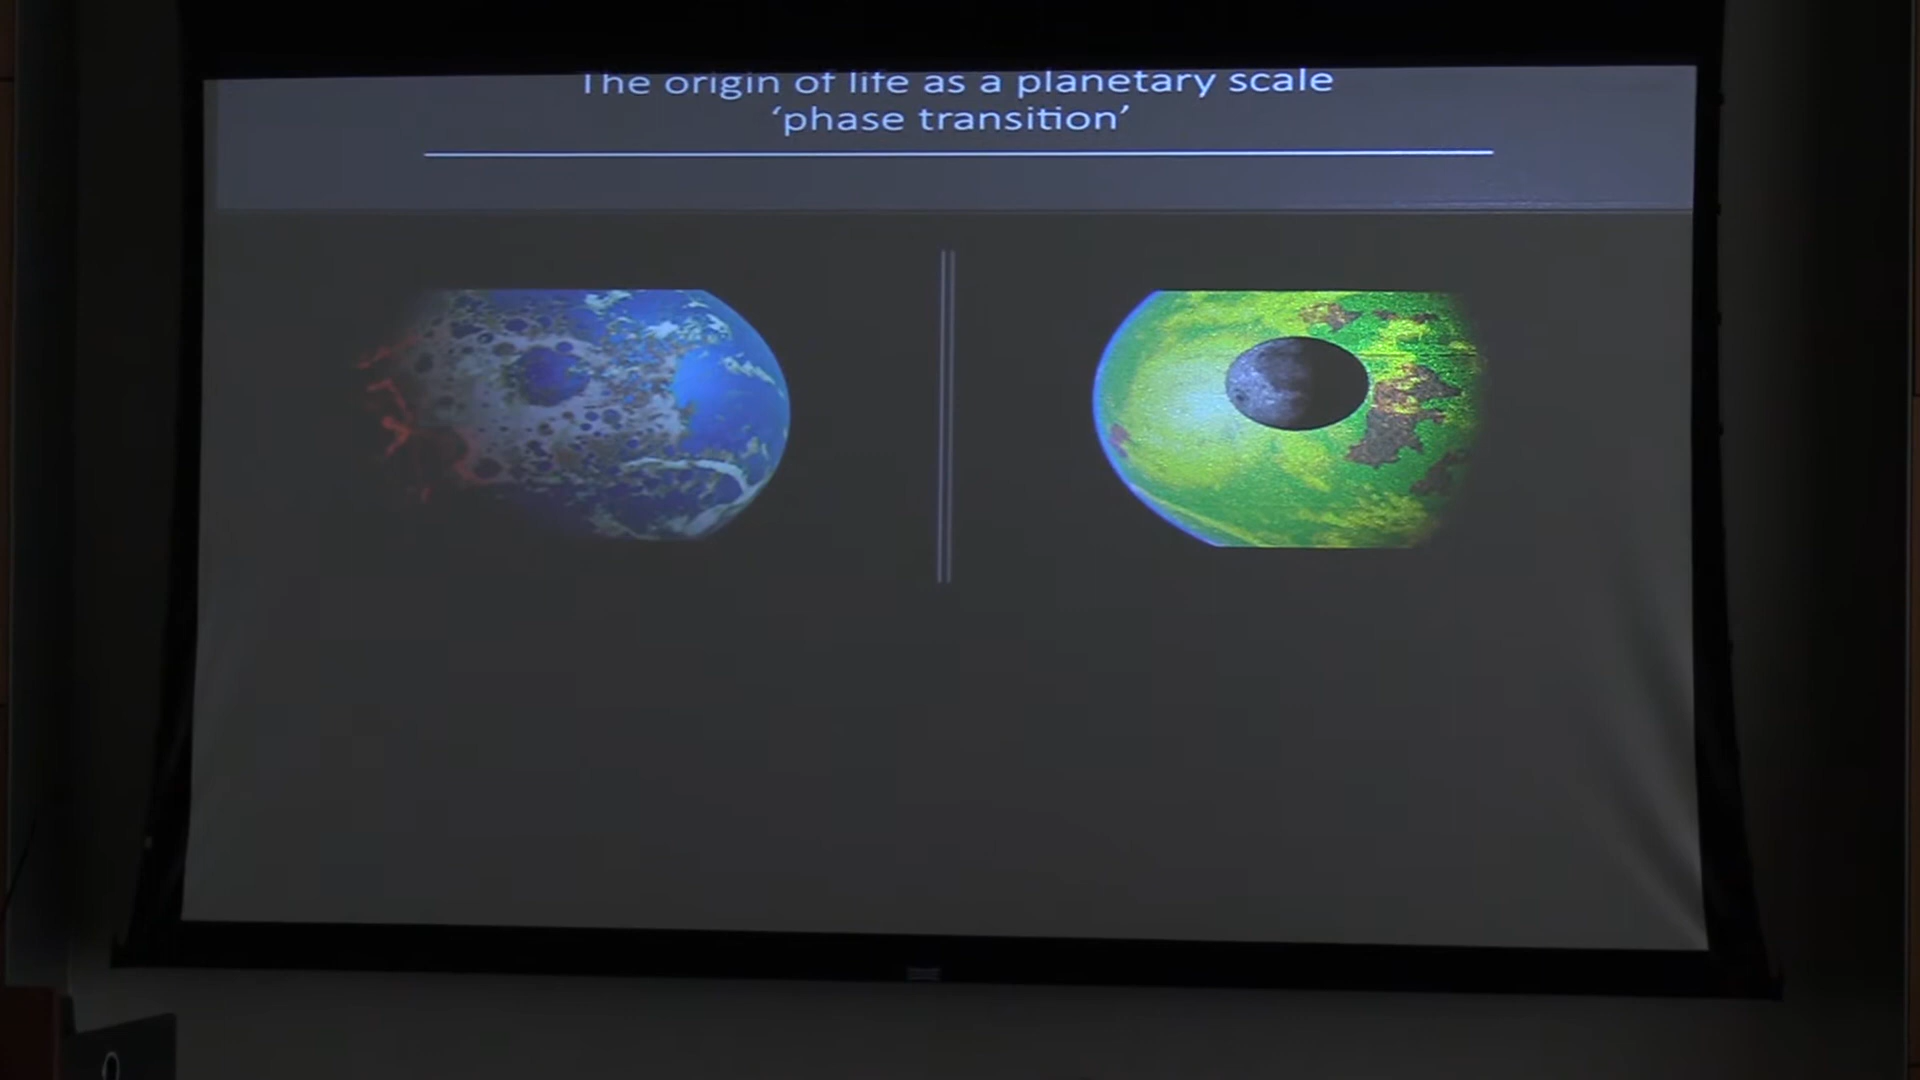 The origin of life as a planetary scale
‘phase transition’